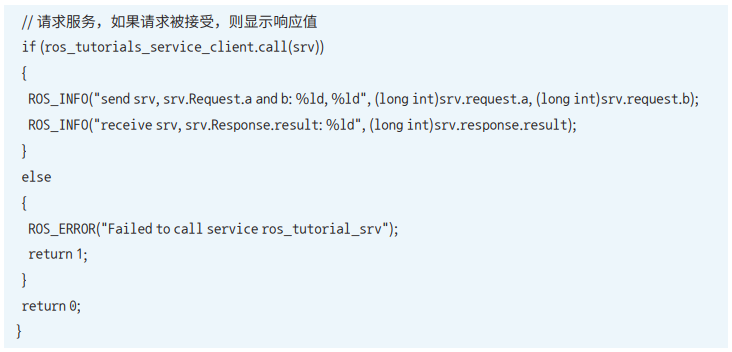 // 请求服务，如果请求被接受，则显示响应值
if (ros_tutorials_service_client.call(srv))
{
ROS_INFO("send srv, srv.Request.a and b: %ld, %ld", (long int)srv.request.a, (long int)srv.request.b);
ROS_INFO("receive srv, srv.Response.result: %ld", (long int)srv.response.result);
}
else
{
ROS_ERROR("Failed to call service ros_tutorial_srv");
return 1;
}
return 0;
}